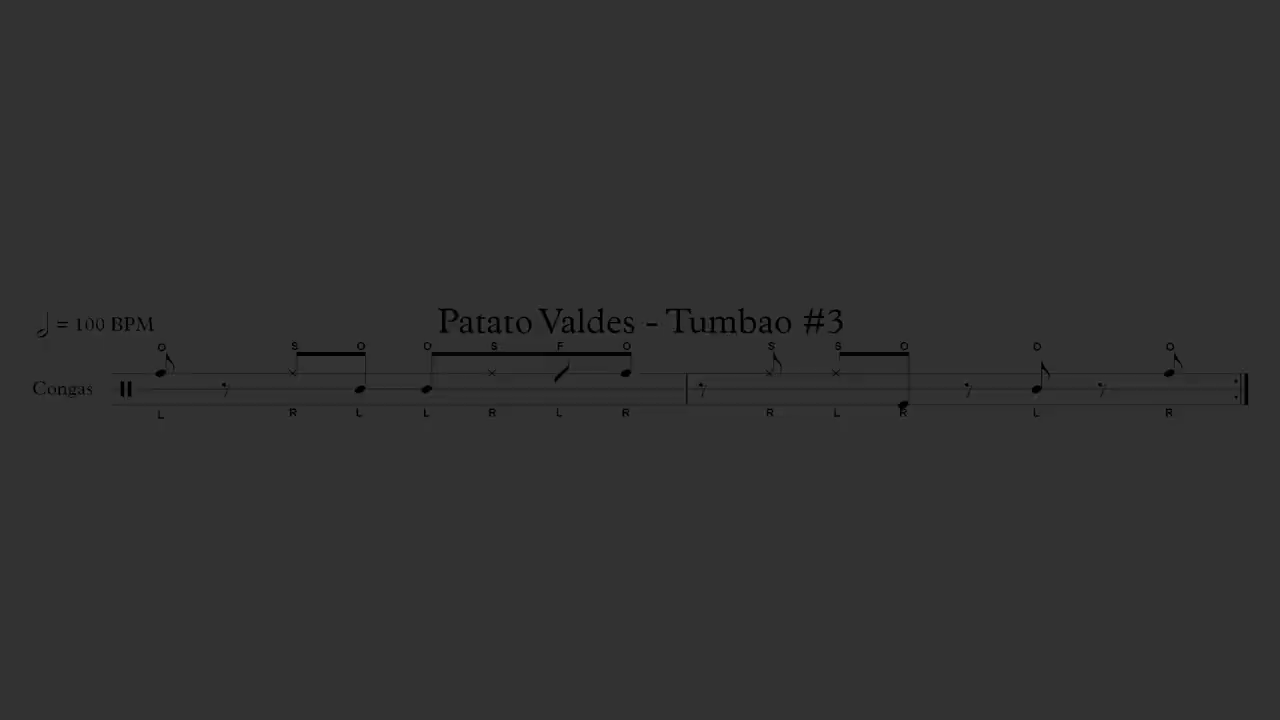 Patato Valdes - Tumbao #3
= 100 BPM
O S O O S F O S S O O O
Congas
L R L L R L R R L R L R